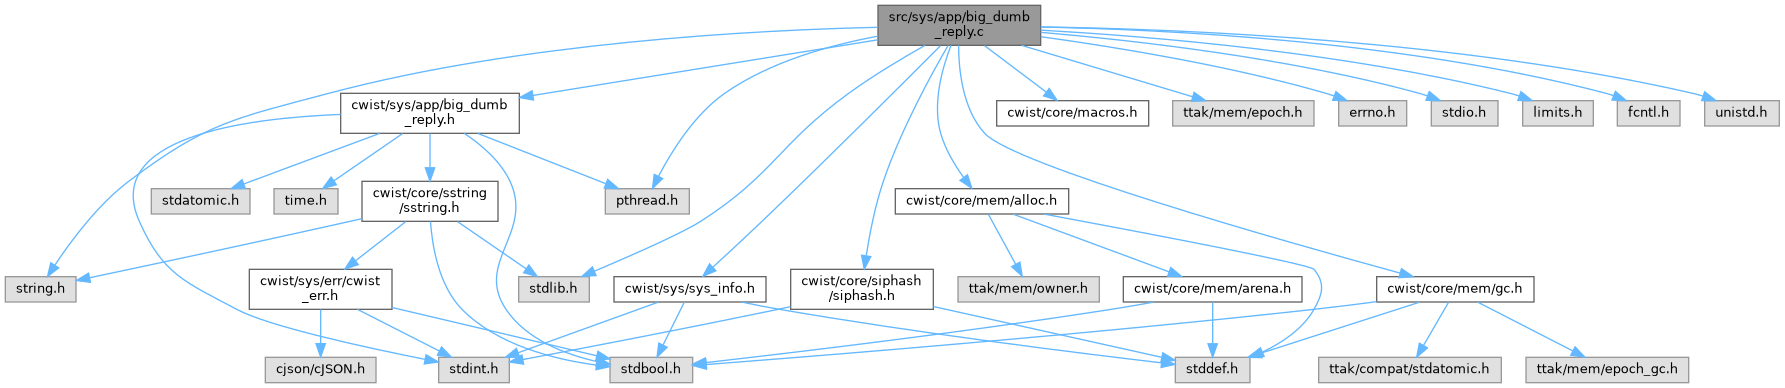 src/sys/app/big_dumb
_reply.c
cwist/sys/app/big_dumb
_reply.h
cwist/core/macros.h
ttak/mem/epoch.h
errno.h
stdio.h
limits.h
fcntl.h
unistd.h
stdatomic.h
time.h
cwist/core/sstring
/sstring.h
pthread.h
cwist/core/mem/alloc.h
string.h
cwist/sys/err/cwist
_err.h
stdlib.h
cwist/sys/sys_info.h
cwist/core/siphash
/siphash.h
ttak/mem/owner.h
cwist/core/mem/arena.h
cwist/core/mem/gc.h
cjson/cJSON.h
stdint.h
stdbool.h
stddef.h
ttak/compat/stdatomic.h
ttak/mem/epoch_gc.h